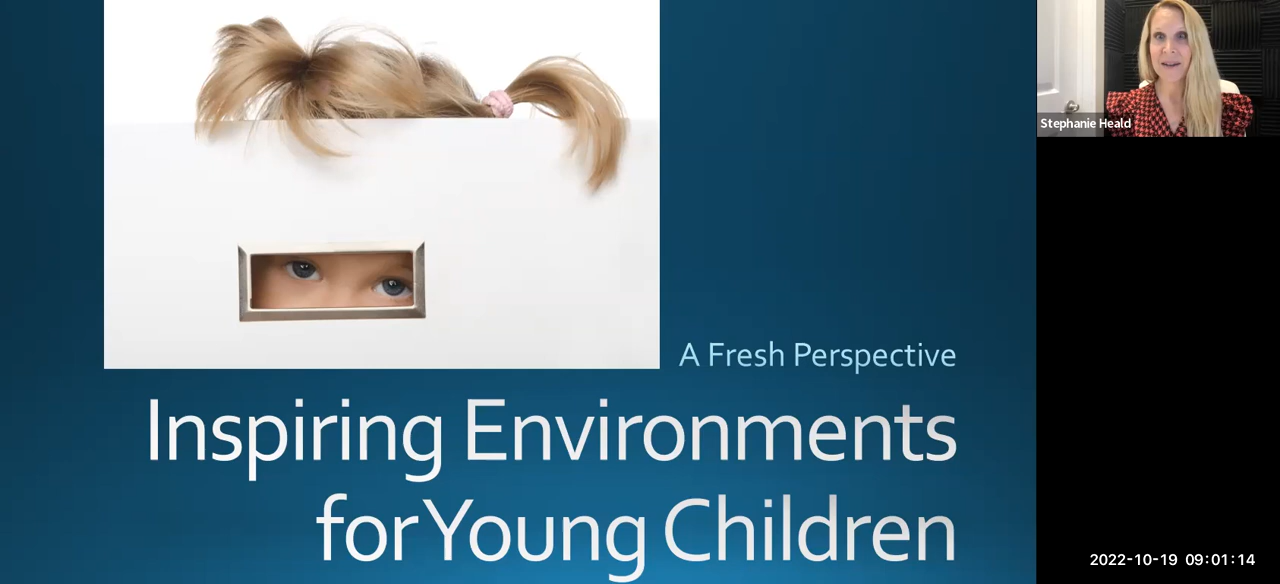 Stephanie Heald
A Fresh Perspective
Inspiring Environments
for Young Children
2022-10-19 09:01:14